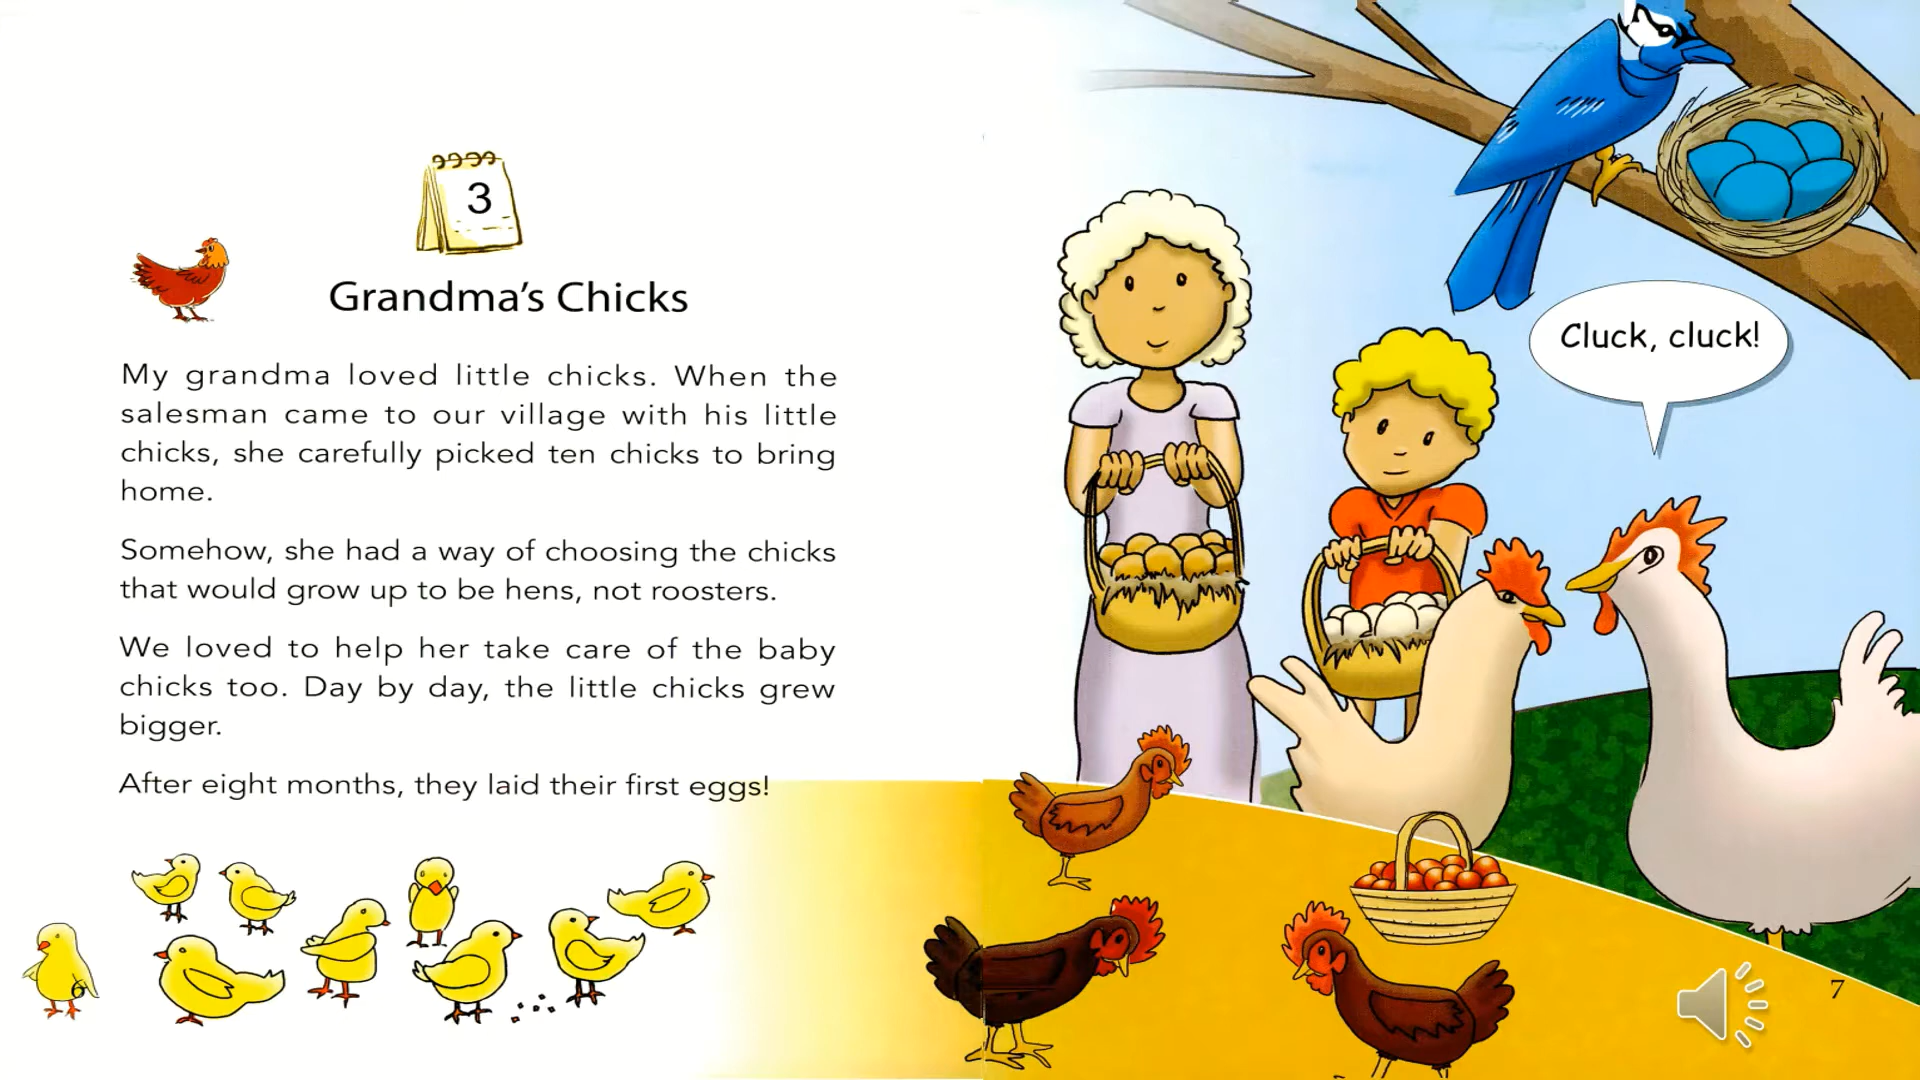 3
Grandma's Chicks
My grandma loved little chicks. When the
salesman came to our village with his little
chicks, she carefully picked ten chicks to bring
home.
Somehow, she had a way of choosing the chicks
that would grow up to be hens, not roosters.
We loved to help her take care of the baby
chicks too. Day by day, the little chicks grew
bigger.
After eight months, they laid their first eggs!
6
Cluck, cluck!
7